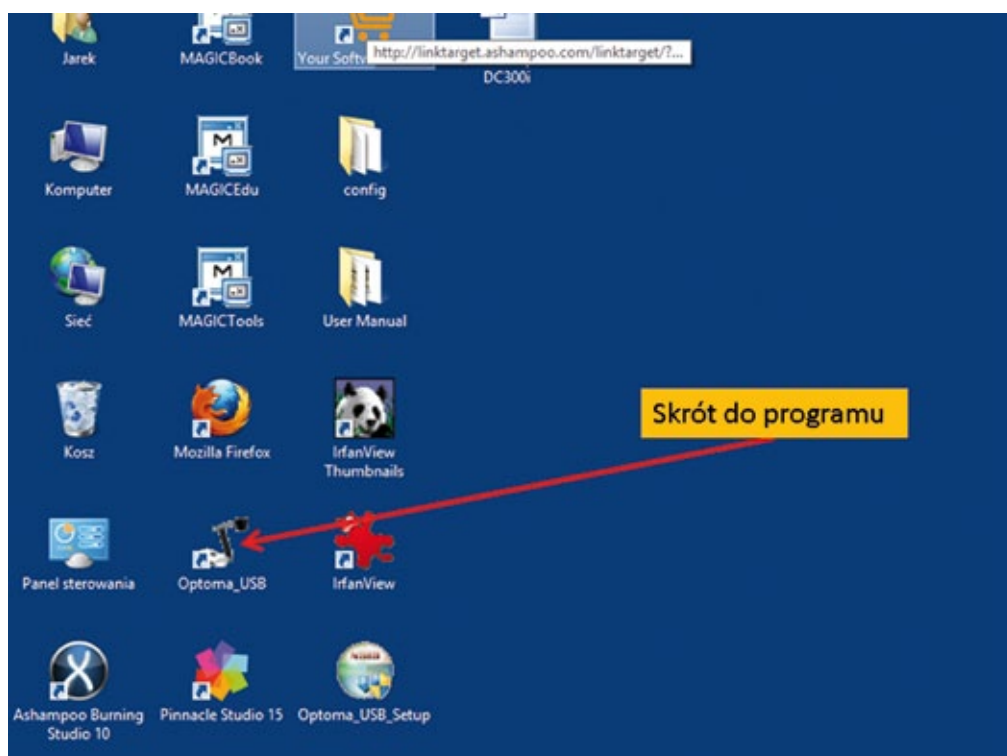 Jarek
MAGICBook
Your Softw
http://linktarget.ashampoo.com/linktarget/?...
DC300i
Komputer
MAGICEdu
config
Sieć
MAGICTools
User Manual
Kosz
Mozilla Firefox
IrfanView
Thumbnails
Skrót do programu
Panel sterowania
Optoma_USB
IrfanView
Ashampoo Burning
Studio 10
Pinnacle Studio 15
Optoma_USB_Setup